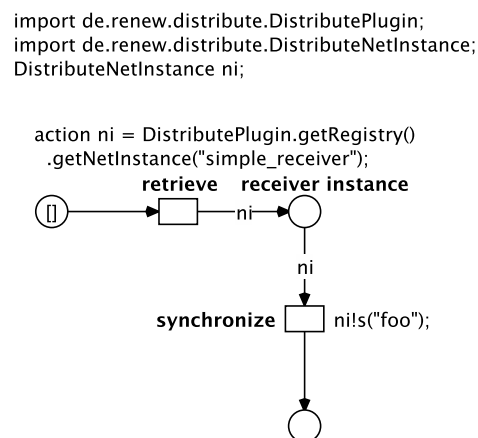 import de.renew.distribute.DistributePlugin;
import de.renew.distribute.DistributeNetInstance;
DistributeNetInstance ni;
action ni = DistributePlugin.getRegistry()
.getNetInstance("simple_receiver");
retrieve
receiver instance
[]
ni
ni
synchronize
ni!s("foo");